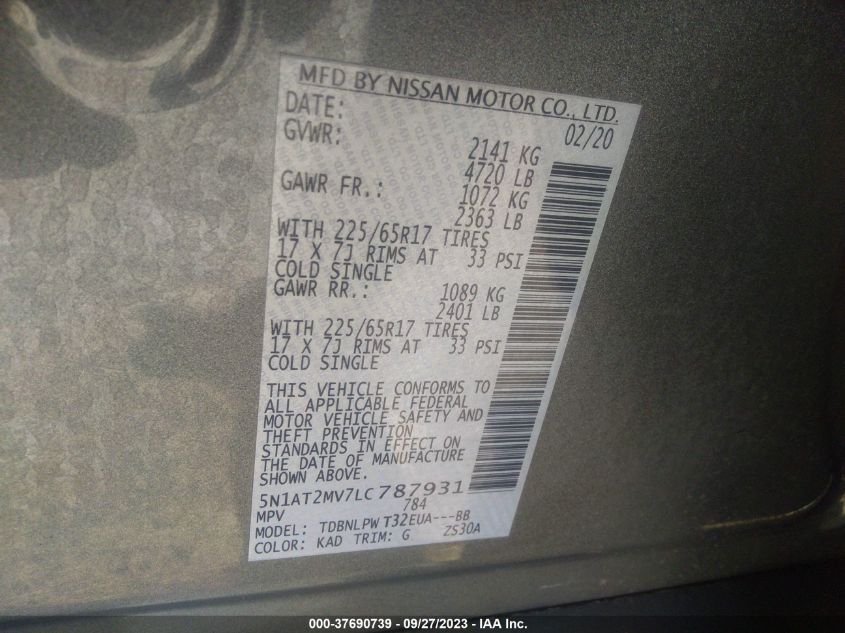 MFD BY NISSAN MOTOR CO., LTD.
DATE: 02/20
GVWR: 2141 KG
4720 LB
GAWR FR.: 1072 KG
2363 LB
WITH 225/65R17 TIRES
17 X 7J RIMS AT 33 PSI
COLD SINGLE
GAWR RR.: 1089 KG
2401 LB
WITH 225/65R17 TIRES
17 X 7J RIMS AT 33 PSI
COLD SINGLE
THIS VEHICLE CONFORMS TO
ALL APPLICABLE FEDERAL
MOTOR VEHICLE SAFETY AND
THEFT PREVENTION
STANDARDS IN EFFECT ON
THE DATE OF MANUFACTURE
SHOWN ABOVE.
5N1AT2MV7LC787931
MPV 784
MODEL: TDBNLPW T32EUA---BB
COLOR: KAD TRIM: G ZS30A
000-37690739 - 09/27/2023 - IAA Inc.